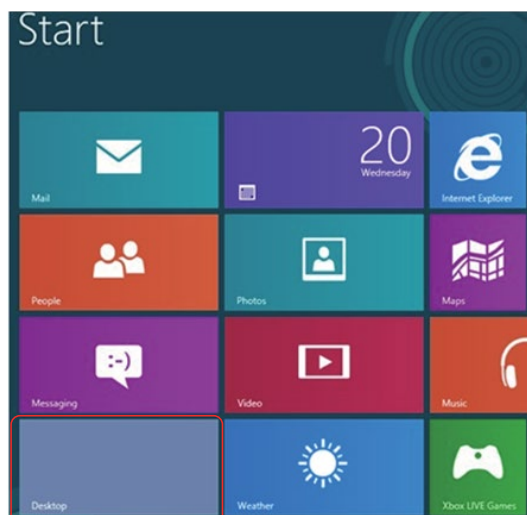 Start
Mail
20
Wednesday
Internet Explorer
People
Photos
Maps
Messaging
:-)
Video
Music
Desktop
Weather
Xbox LIVE Games